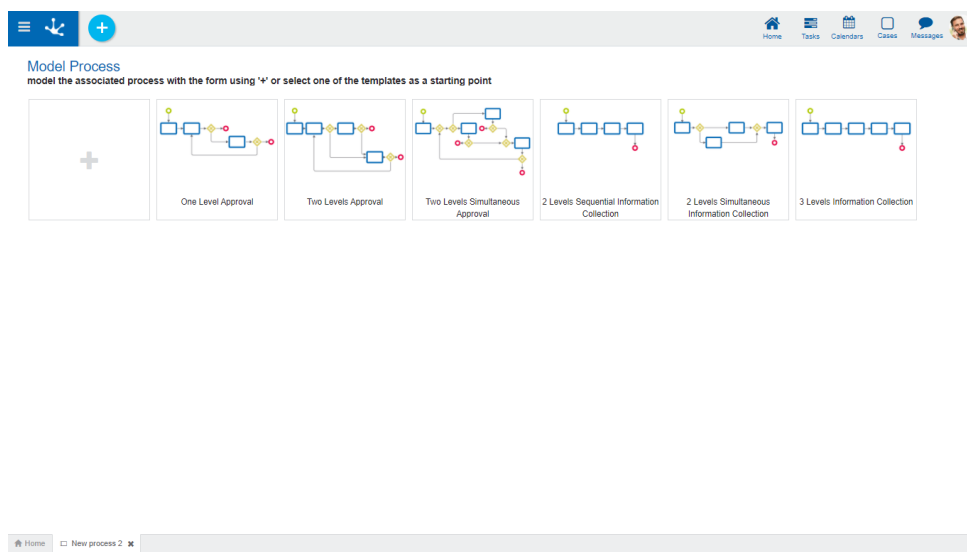 Home
Tasks
Calendars
Cases
Messages
Model Process
model the associated process with the form using '+' or select one of the templates as a starting point
One Level Approval
Two Levels Approval
Two Levels Simultaneous
Approval
2 Levels Sequential Information
Collection
2 Levels Simultaneous
Information Collection
3 Levels Information Collection
Home
New process 2